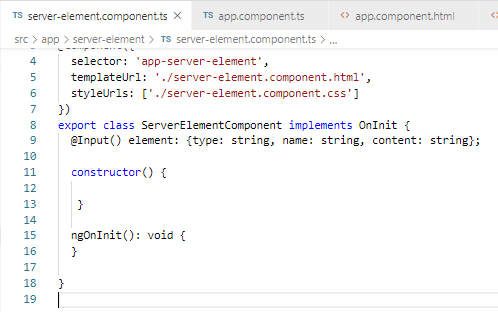 TS server-element.component.ts × TS app.component.ts <> app.component.html
src > app > server-element > TS server-element.component.ts > ...
3 @Component({
4 selector: 'app-server-element',
5 templateUrl: './server-element.component.html',
6 styleUrls: ['./server-element.component.css']
7 })
8 export class ServerElementComponent implements OnInit {
9 @Input() element: {type: string, name: string, content: string};
10
11 constructor() {
12
13 }
14
15 ngOnInit(): void {
16 }
17
18 }
19